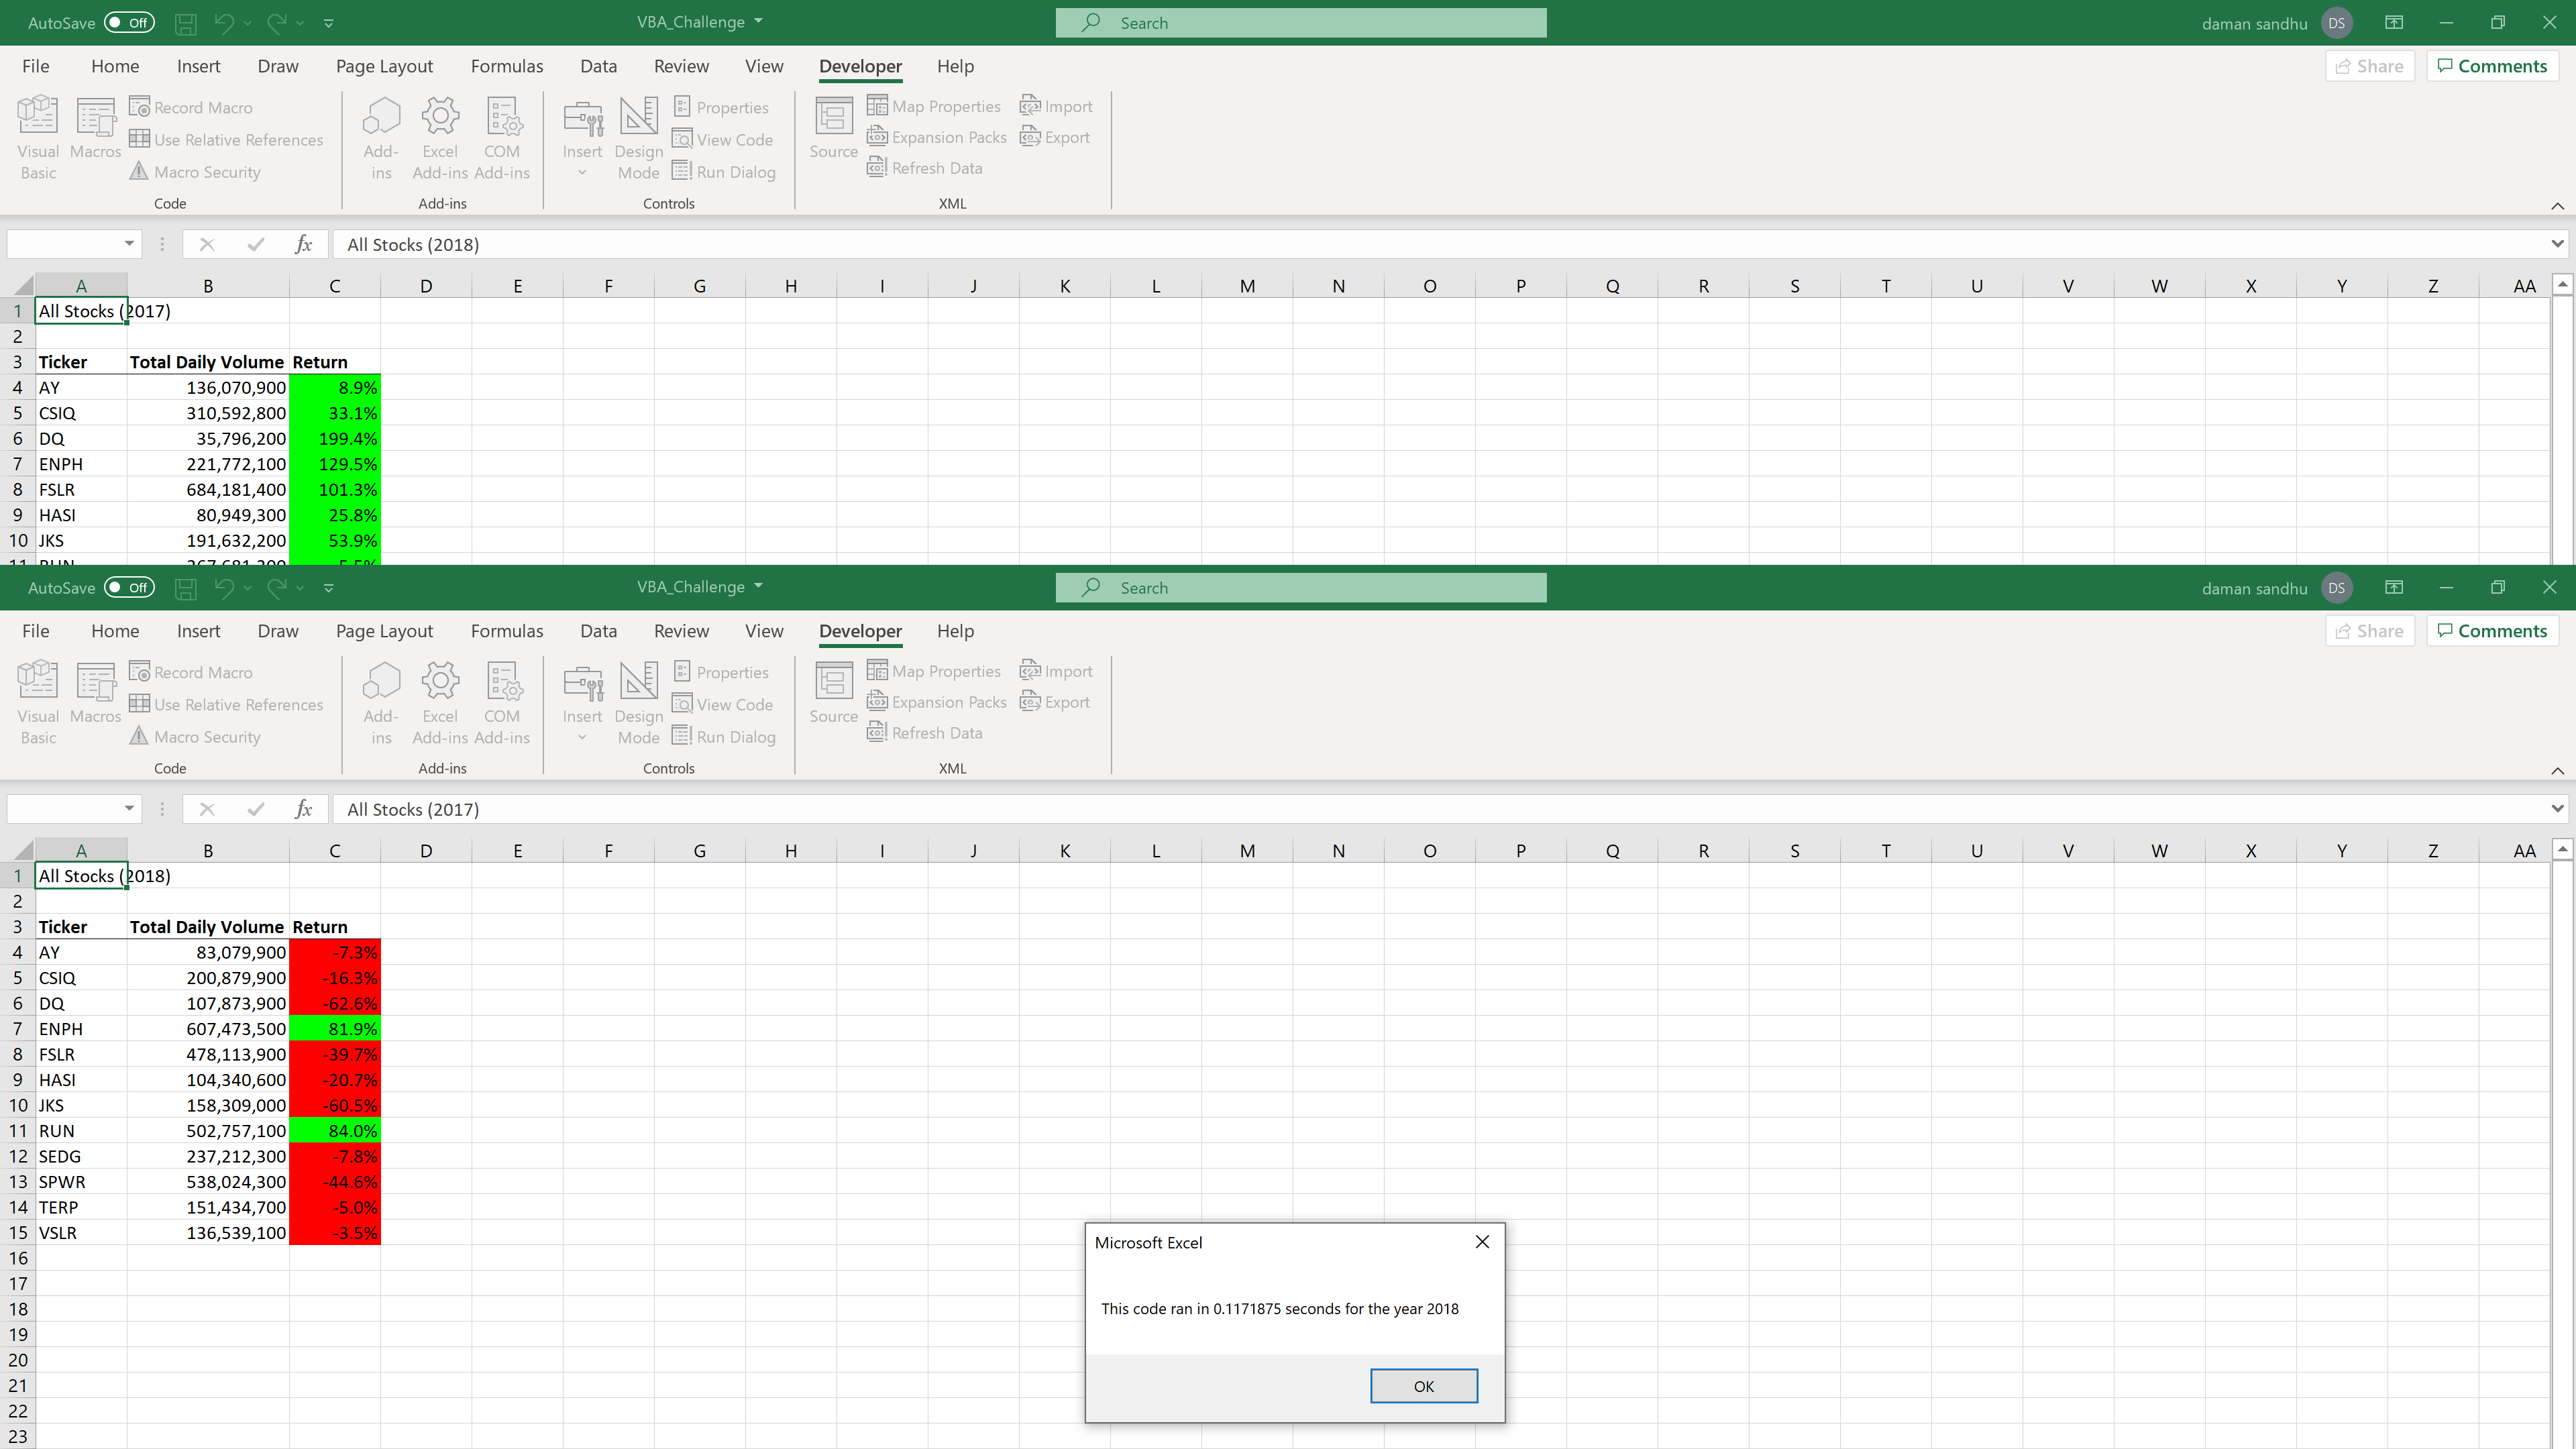 AutoSave Off VBA_Challenge Search daman sandhu DS
File Home Insert Draw Page Layout Formulas Data Review View Developer Help Share Comments
Visual Basic Macros Record Macro Use Relative References Macro Security
Add-ins Excel Add-ins COM Add-ins
Insert Design Mode Properties View Code Run Dialog
Source Map Properties Expansion Packs Refresh Data Import Export
Code Add-ins Controls XML
fx All Stocks (2018)
A B C D E F G H I J K L M N O P Q R S T U V W X Y Z AA
1 All Stocks (2017)
2
3 Ticker Total Daily Volume Return
4 AY 136,070,900 8.9%
5 CSIQ 310,592,800 33.1%
6 DQ 35,796,200 199.4%
7 ENPH 221,772,100 129.5%
8 FSLR 684,181,400 101.3%
9 HASI 80,949,300 25.8%
10 JKS 191,632,200 53.9%
11 RUN 267,681,300 5.5%
AutoSave Off VBA_Challenge Search daman sandhu DS
File Home Insert Draw Page Layout Formulas Data Review View Developer Help Share Comments
Visual Basic Macros Record Macro Use Relative References Macro Security
Add-ins Excel Add-ins COM Add-ins
Insert Design Mode Properties View Code Run Dialog
Source Map Properties Expansion Packs Refresh Data Import Export
Code Add-ins Controls XML
fx All Stocks (2017)
A B C D E F G H I J K L M N O P Q R S T U V W X Y Z AA
1 All Stocks (2018)
2
3 Ticker Total Daily Volume Return
4 AY 83,079,900 -7.3%
5 CSIQ 200,879,900 -16.3%
6 DQ 107,873,900 -62.6%
7 ENPH 607,473,500 81.9%
8 FSLR 478,113,900 -39.7%
9 HASI 104,340,600 -20.7%
10 JKS 158,309,000 -60.5%
11 RUN 502,757,100 84.0%
12 SEDG 237,212,300 -7.8%
13 SPWR 538,024,300 -44.6%
14 TERP 151,434,700 -5.0%
15 VSLR 136,539,100 -3.5%
16
17
18
19
20
21
22
23
Microsoft Excel
This code ran in 0.1171875 seconds for the year 2018
OK